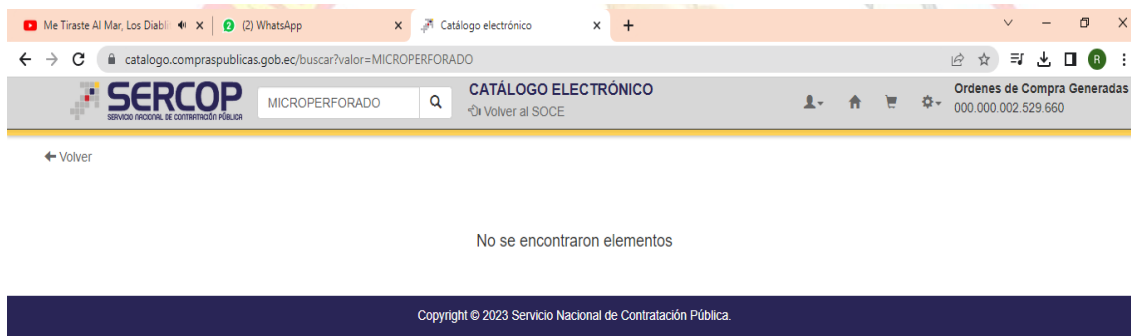 Me Tiraste Al Mar, Los Diabli
(2) WhatsApp
Catálogo electrónico
catalogo.compraspublicas.gob.ec/buscar?valor=MICROPERFORADO
R
SERCOP
SERVICIO NACIONAL DE CONTRATACIÓN PÚBLICA
MICROPERFORADO
CATÁLOGO ELECTRÓNICO
Volver al SOCE
Ordenes de Compra Generadas
000.000.002.529.660
Volver
No se encontraron elementos
Copyright © 2023 Servicio Nacional de Contratación Pública.